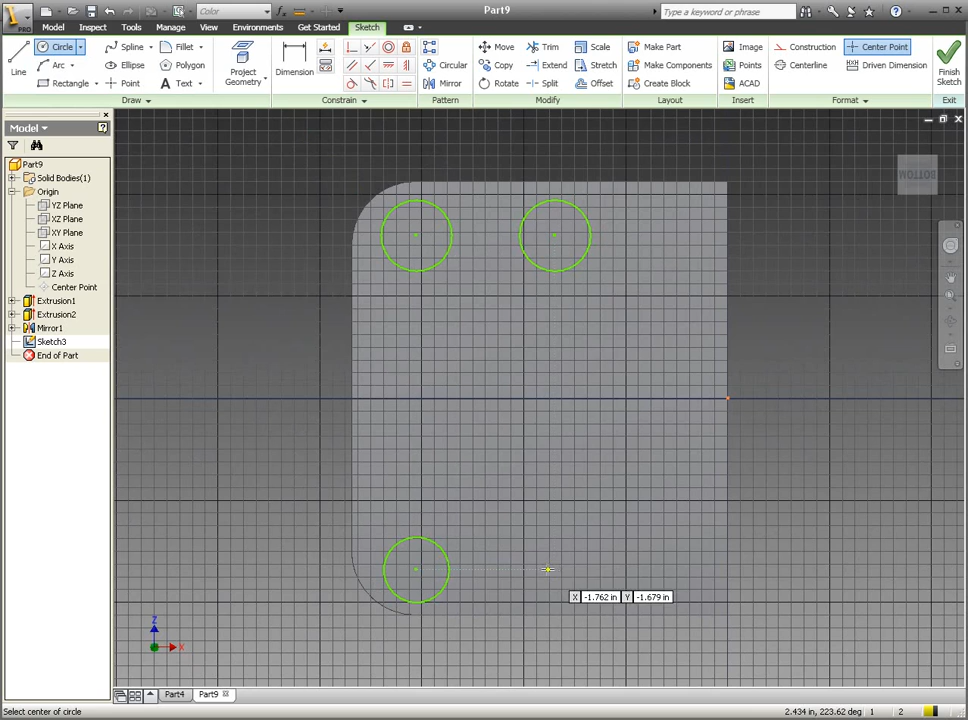 Color
Part9
Type a keyword or phrase
PRO
Model Inspect Tools Manage View Environments Get Started Sketch
Line
Circle Spline Fillet
Arc Ellipse Polygon
Rectangle Point Text
Draw
Project
Geometry
Dimension
Constrain
Circular
Mirror
Pattern
Move Trim Scale
Copy Extend Stretch
Rotate Split Offset
Modify
Make Part
Make Components
Create Block
Layout
Image
Points
ACAD
Insert
Construction Center Point
Centerline Driven Dimension
Format
Finish
Sketch
Exit
Model
Part9
Solid Bodies(1)
Origin
YZ Plane
XZ Plane
XY Plane
X Axis
Y Axis
Z Axis
Center Point
Extrusion1
Extrusion2
Mirror1
Sketch3
End of Part
BOTTOM
X -1.762 in Y -1.679 in
Z
X
Part4 Part9
Select center of circle
2.434 in, 223.62 deg 1 2